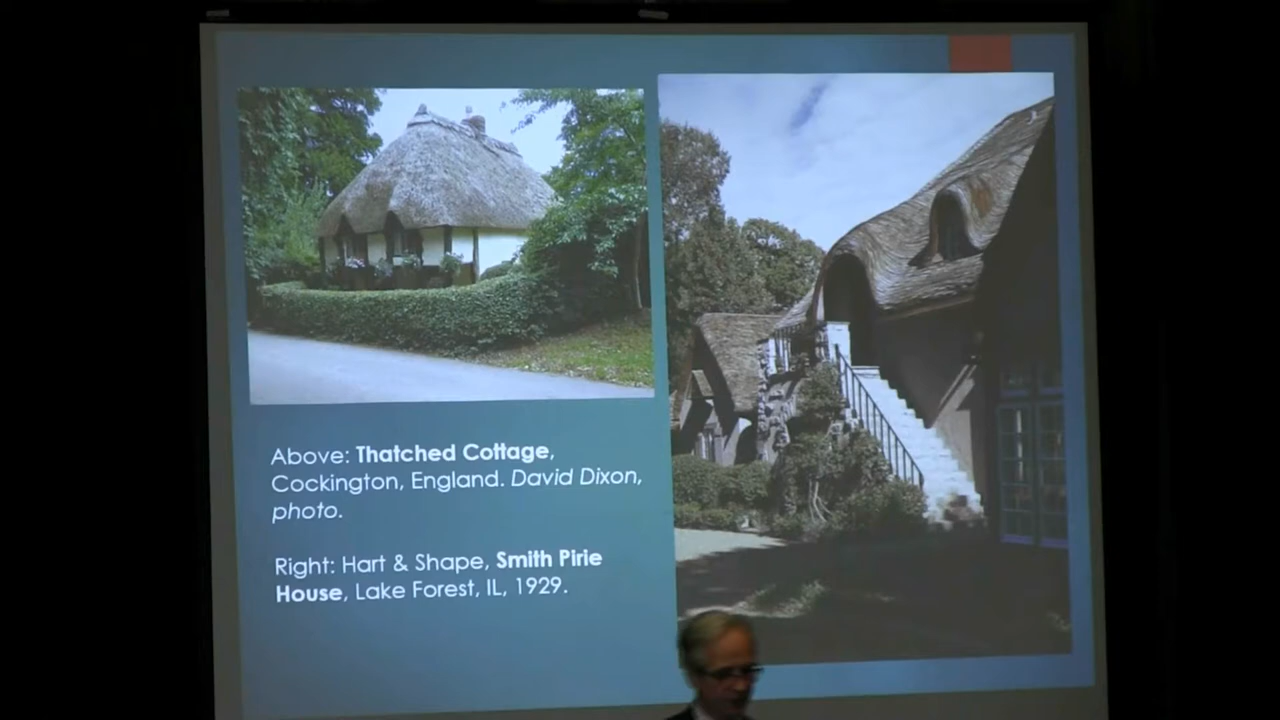 Above: Thatched Cottage,
Cockington, England. David Dixon,
photo.
Right: Hart & Shape, Smith Pirie
House, Lake Forest, IL, 1929.